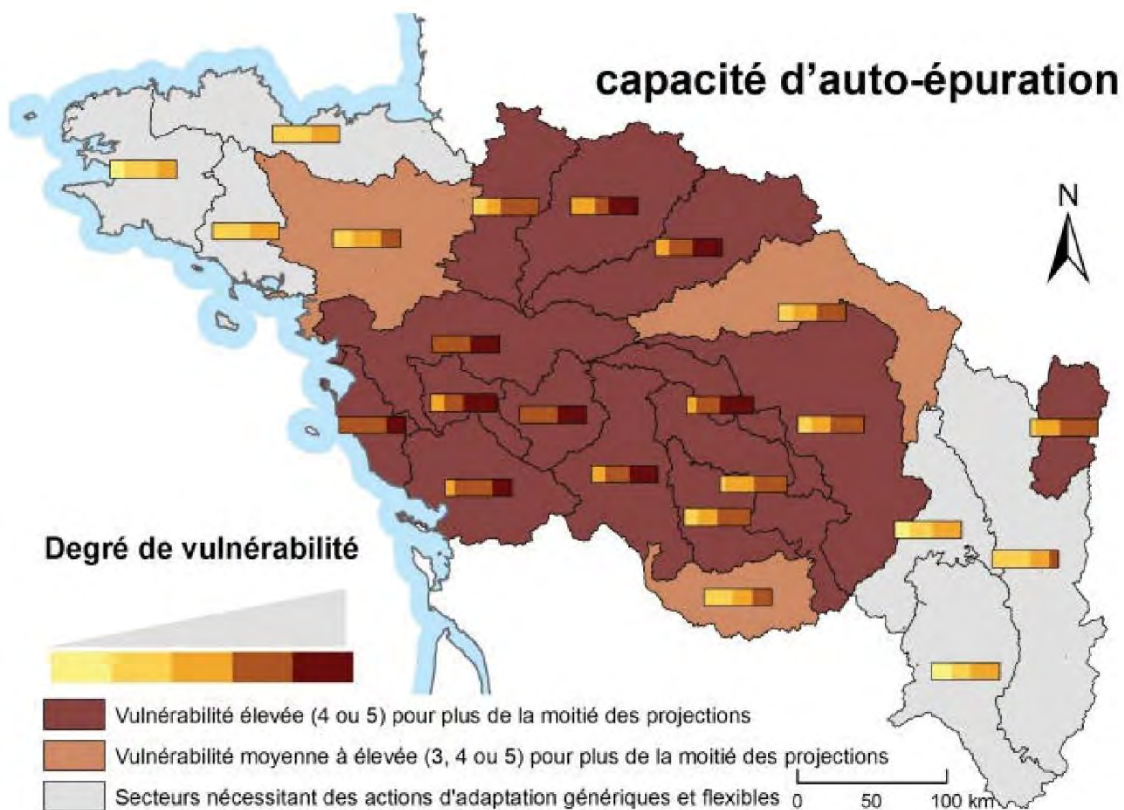 capacité d'auto-épuration
N
Degré de vulnérabilité
Vulnérabilité élevée (4 ou 5) pour plus de la moitié des projections
Vulnérabilité moyenne à élevée (3, 4 ou 5) pour plus de la moitié des projections
Secteurs nécessitant des actions d'adaptation génériques et flexibles
0 50 100 km